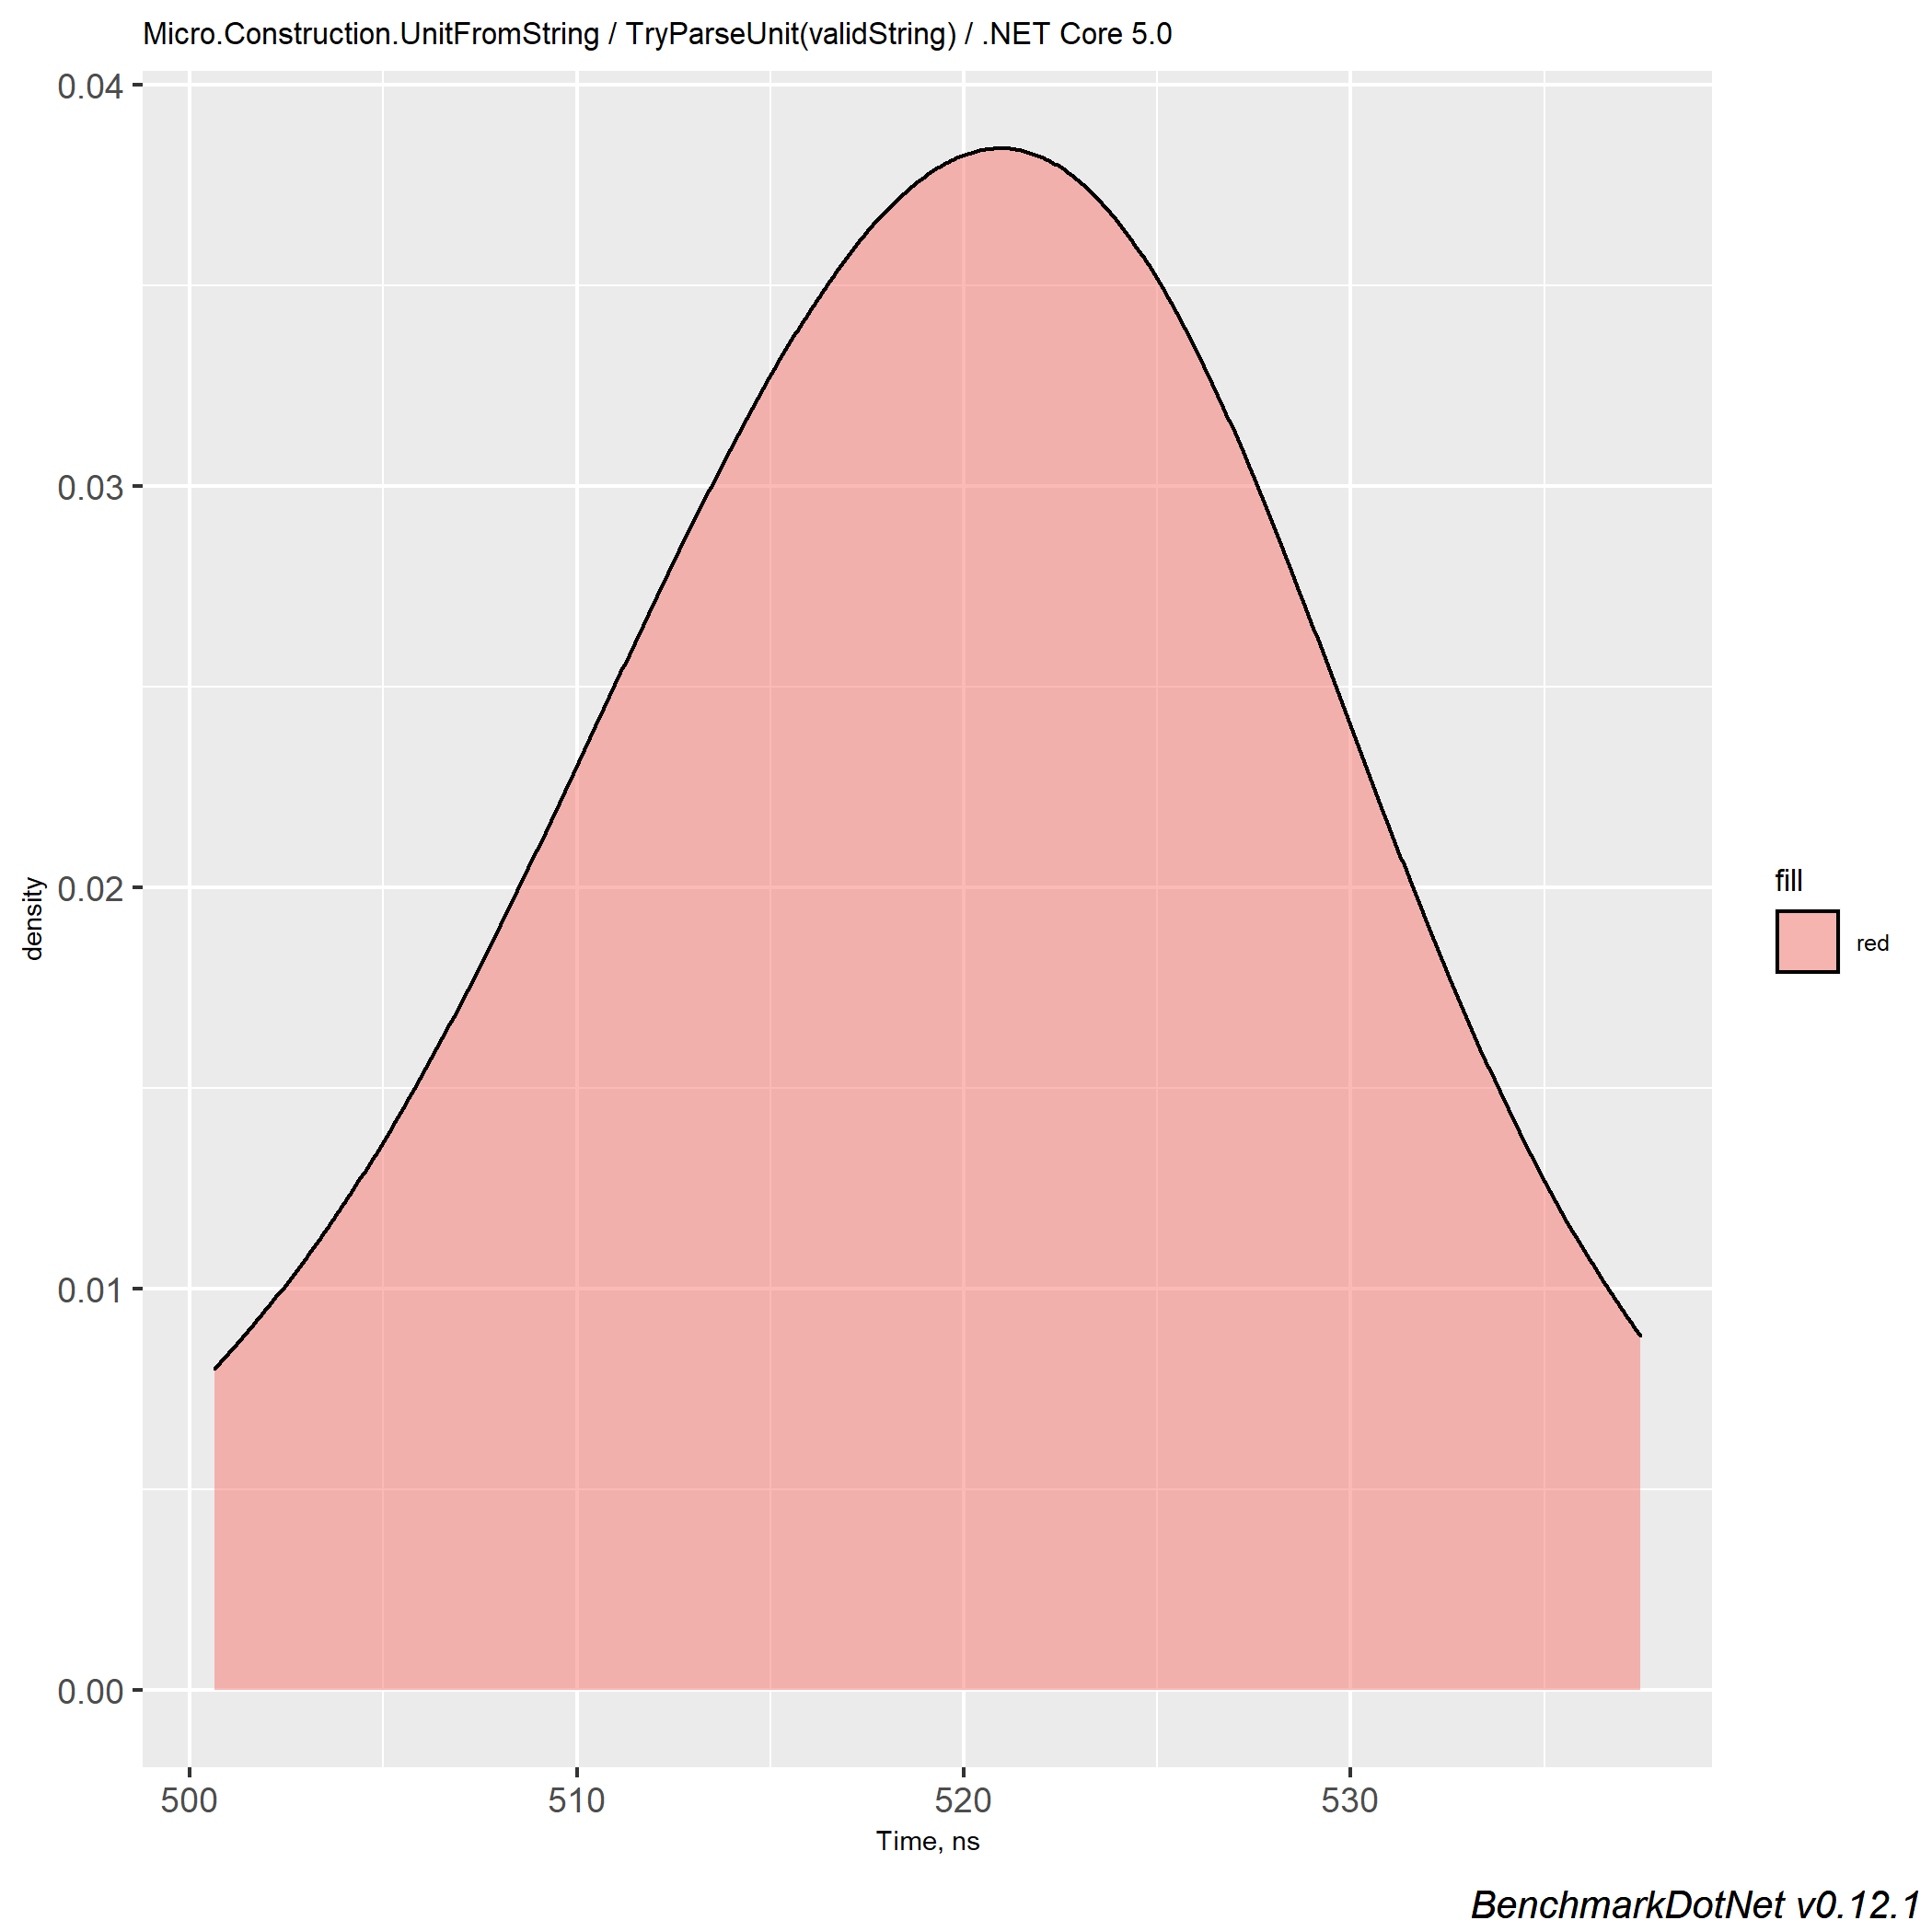 Micro.Construction.UnitFromString / TryParseUnit(validString) / .NET Core 5.0
0.04
0.03
0.02
0.01
0.00
density
500 510 520 530
Time, ns
fill
red
BenchmarkDotNet v0.12.1